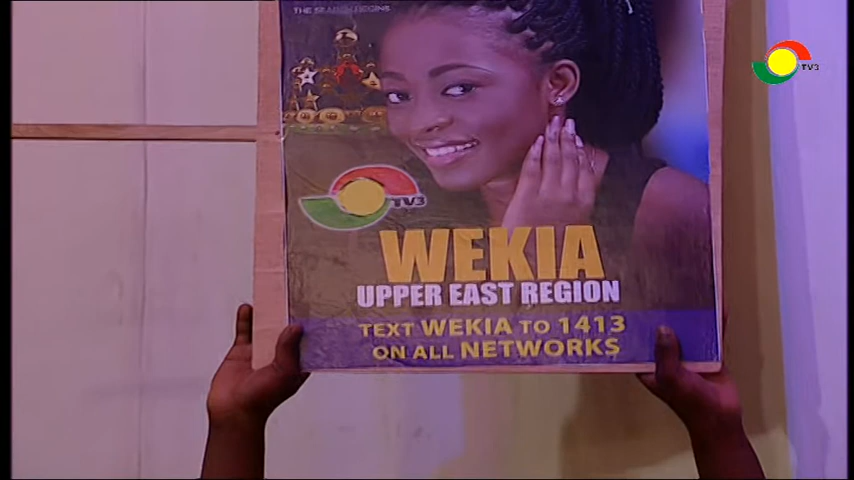 THE SEARCH BEGINS
TV3
TV3
WEKIA
UPPER EAST REGION
TEXT WEKIA TO 1413
ON ALL NETWORKS